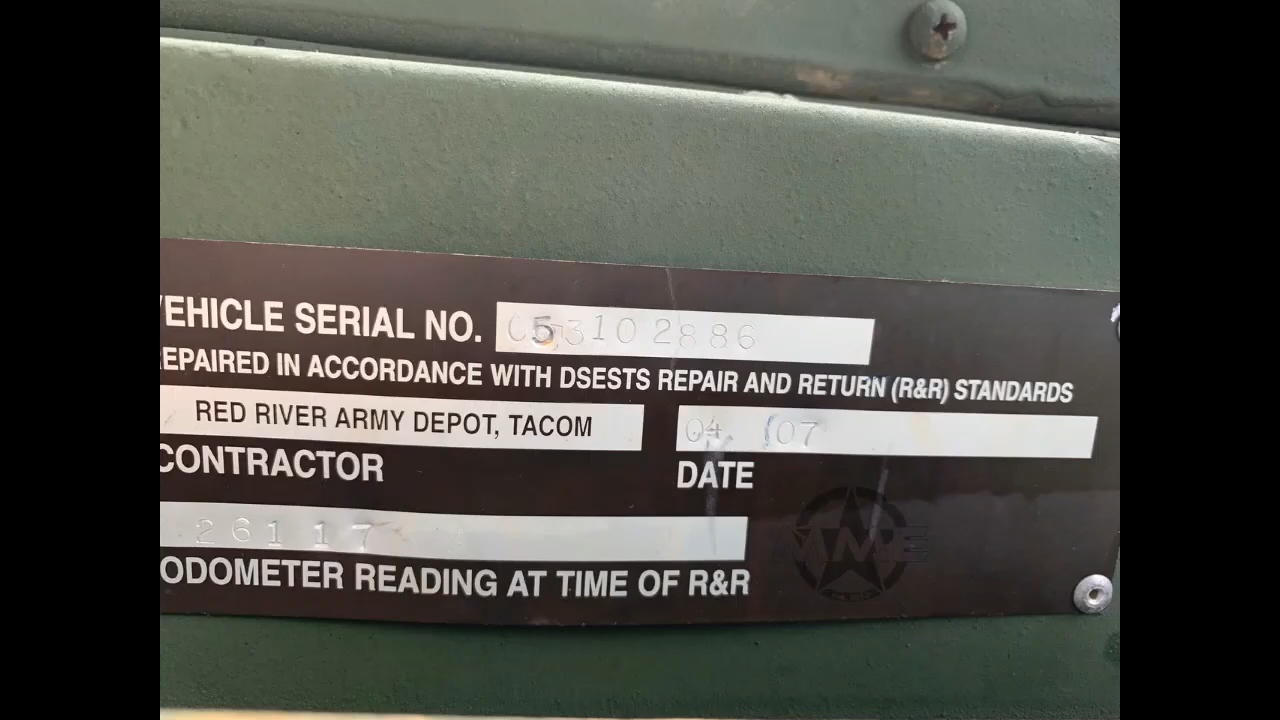 VEHICLE SERIAL NO. C53102886
REPAIRED IN ACCORDANCE WITH DSESTS REPAIR AND RETURN (R&R) STANDARDS
RED RIVER ARMY DEPOT, TACOM 04 /07
CONTRACTOR DATE
26117
MME
ODOMETER READING AT TIME OF R&R